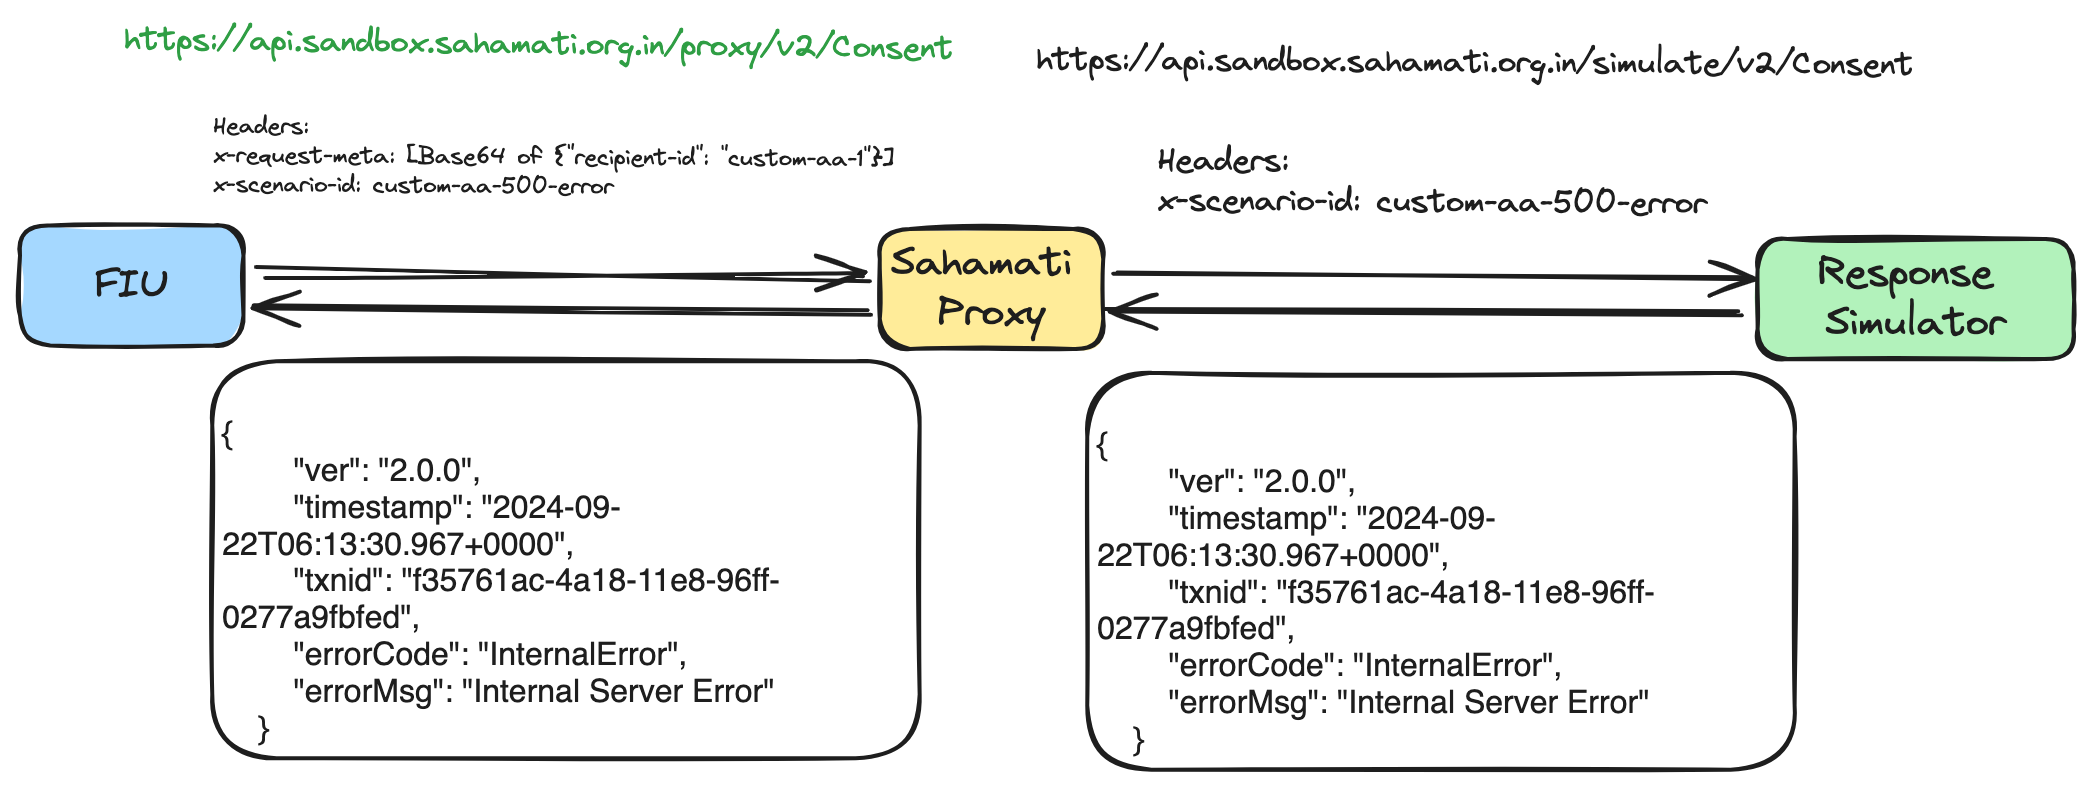 https://api.sandbox.sahamati.org.in/proxy/v2/Consent
https://api.sandbox.sahamati.org.in/simulate/v2/Consent
Headers:
x-request-meta: [Base64 of {"recipient-id": "custom-aa-1"}]
x-scenario-id: custom-aa-500-error
Headers:
x-scenario-id: custom-aa-500-error
FIU
Sahamati
Proxy
Response
Simulator
{
"ver": "2.0.0",
"timestamp": "2024-09-
22T06:13:30.967+0000",
"txnid": "f35761ac-4a18-11e8-96ff-
0277a9fbfed",
"errorCode": "InternalError",
"errorMsg": "Internal Server Error"
}
{
"ver": "2.0.0",
"timestamp": "2024-09-
22T06:13:30.967+0000",
"txnid": "f35761ac-4a18-11e8-96ff-
0277a9fbfed",
"errorCode": "InternalError",
"errorMsg": "Internal Server Error"
}